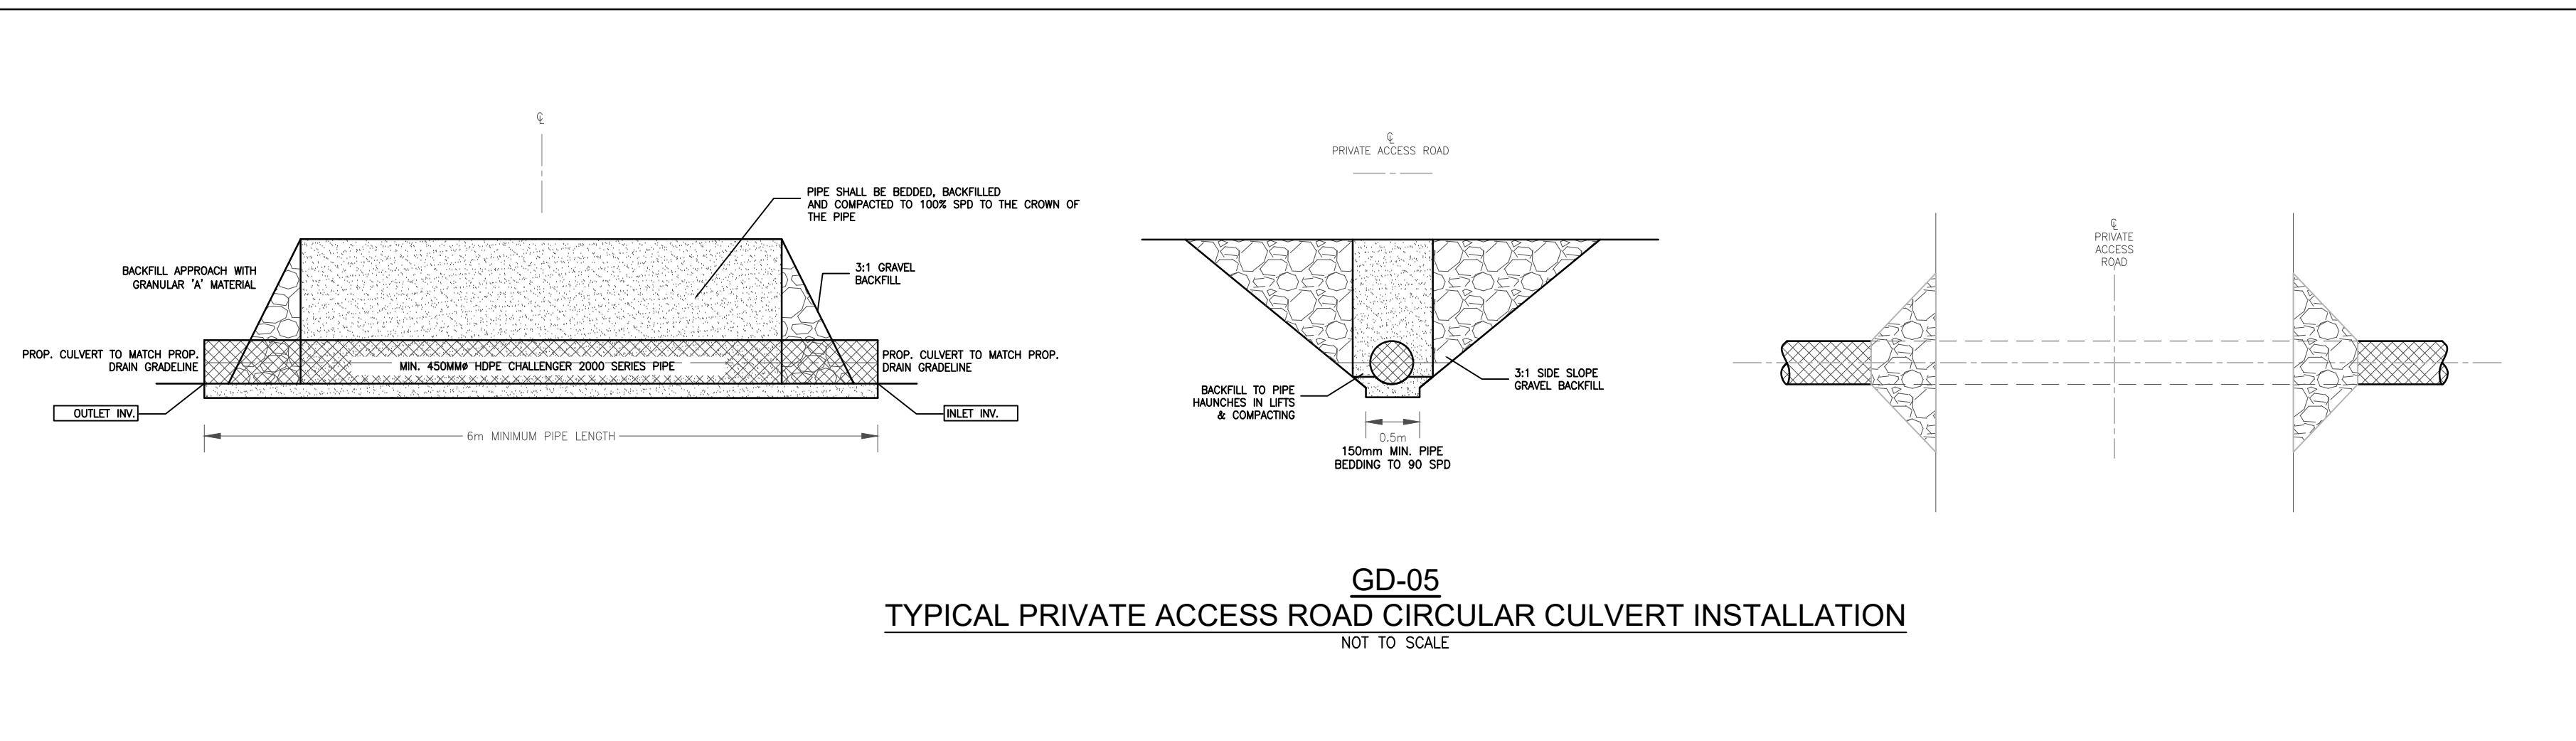 ℄
PIPE SHALL BE BEDDED, BACKFILLED
AND COMPACTED TO 100% SPD TO THE CROWN OF
THE PIPE
BACKFILL APPROACH WITH
GRANULAR 'A' MATERIAL
3:1 GRAVEL
BACKFILL
PROP. CULVERT TO MATCH PROP.
DRAIN GRADELINE
MIN. 450MMø HDPE CHALLENGER 2000 SERIES PIPE
PROP. CULVERT TO MATCH PROP.
DRAIN GRADELINE
OUTLET INV.
INLET INV.
6m MINIMUM PIPE LENGTH
℄
PRIVATE ACCESS ROAD
BACKFILL TO PIPE
HAUNCHES IN LIFTS
& COMPACTING
3:1 SIDE SLOPE
GRAVEL BACKFILL
0.5m
150mm MIN. PIPE
BEDDING TO 90 SPD
℄
PRIVATE
ACCESS
ROAD
GD-05
TYPICAL PRIVATE ACCESS ROAD CIRCULAR CULVERT INSTALLATION
NOT TO SCALE